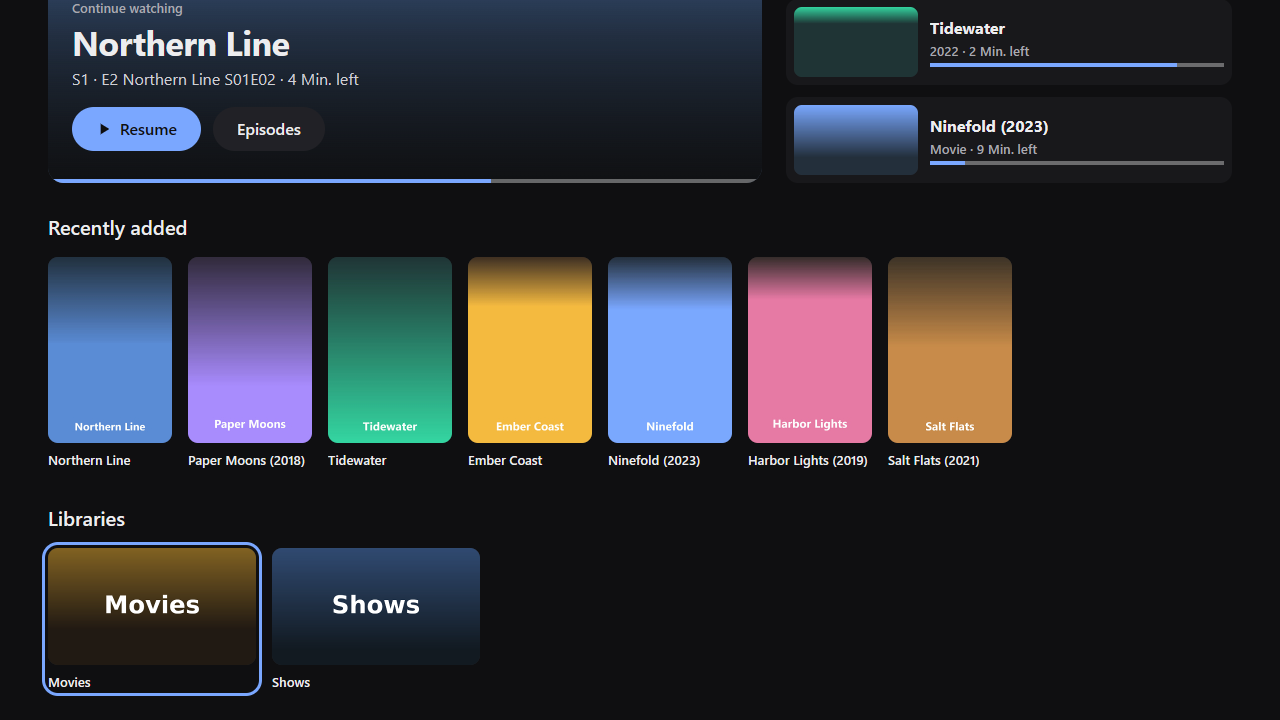 Continue watching
Northern Line
S1 · E2 Northern Line S01E02 · 4 Min. left
Resume
Episodes
Tidewater
2022 · 2 Min. left
Ninefold (2023)
Movie · 9 Min. left
Recently added
Northern Line
Paper Moons
Tidewater
Ember Coast
Ninefold
Harbor Lights
Salt Flats
Northern Line
Paper Moons (2018)
Tidewater
Ember Coast
Ninefold (2023)
Harbor Lights (2019)
Salt Flats (2021)
Libraries
Movies
Shows
Movies
Shows